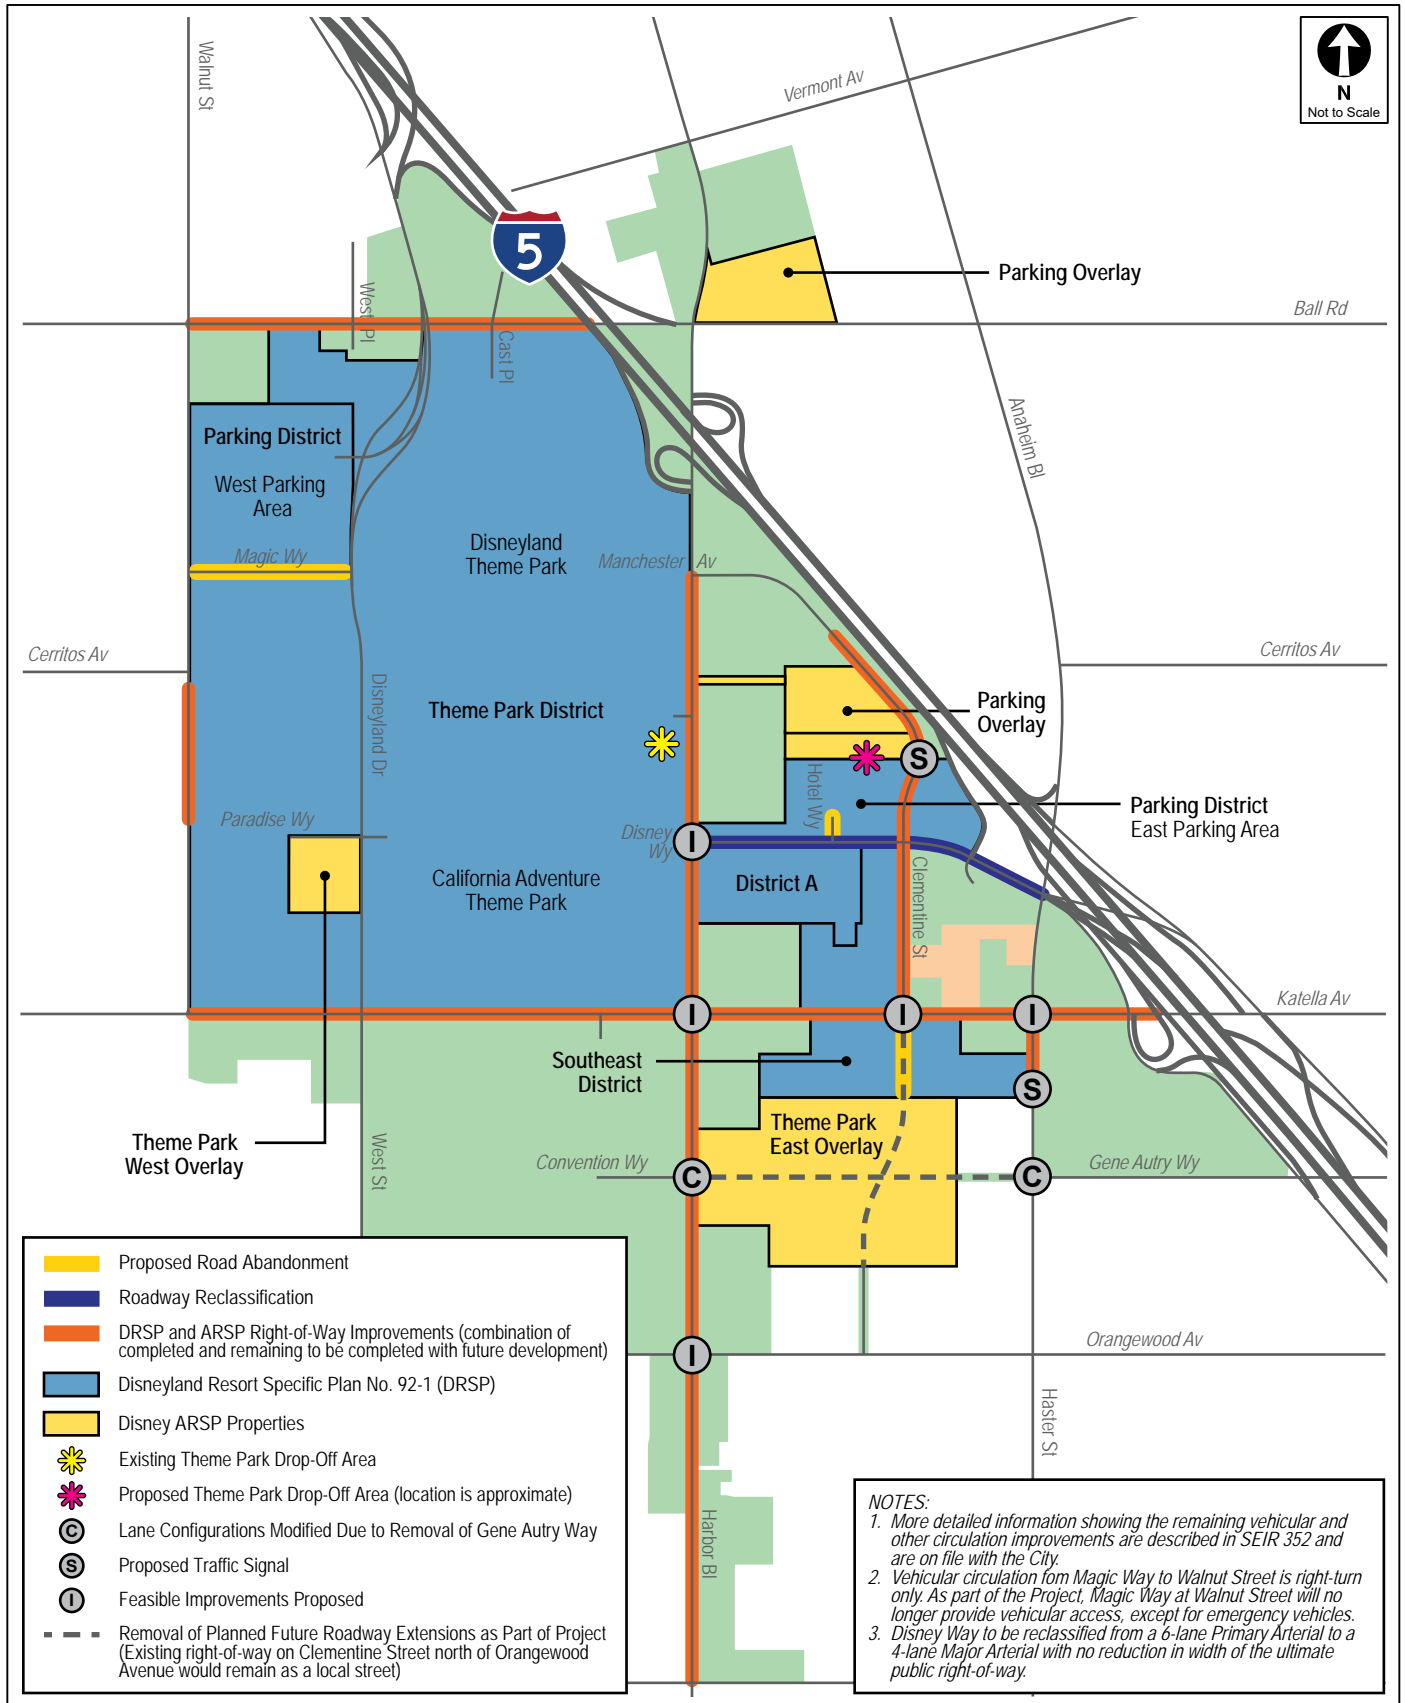 Walnut St
Vermont Av
N
Not to Scale
5
Parking Overlay
Ball Rd
West Pl
Cast Pl
Anaheim Bl
Parking District
West Parking
Area
Disneyland
Theme Park
Magic Wy
Manchester Av
Cerritos Av
Cerritos Av
Disneyland Dr
Theme Park District
Parking
Overlay
S
Hotel Wy
Parking District
East Parking Area
Paradise Wy
Disney
Wy
I
California Adventure
Theme Park
District A
Clementine St
Katella Av
I
I
I
Southeast
District
S
Theme Park
West Overlay
West St
Theme Park
East Overlay
Convention Wy
C
C
Gene Autry Wy
Orangewood Av
I
Haster St
Harbor Bl
Proposed Road Abandonment
Roadway Reclassification
DRSP and ARSP Right-of-Way Improvements (combination of
completed and remaining to be completed with future development)
Disneyland Resort Specific Plan No. 92-1 (DRSP)
Disney ARSP Properties
Existing Theme Park Drop-Off Area
Proposed Theme Park Drop-Off Area (location is approximate)
C Lane Configurations Modified Due to Removal of Gene Autry Way
S Proposed Traffic Signal
I Feasible Improvements Proposed
Removal of Planned Future Roadway Extensions as Part of Project
(Existing right-of-way on Clementine Street north of Orangewood
Avenue would remain as a local street)
NOTES:
1. More detailed information showing the remaining vehicular and
other circulation improvements are described in SEIR 352 and
are on file with the City.
2. Vehicular circulation fom Magic Way to Walnut Street is right-turn
only. As part of the Project, Magic Way at Walnut Street will no
longer provide vehicular access, except for emergency vehicles.
3. Disney Way to be reclassified from a 6-lane Primary Arterial to a
4-lane Major Arterial with no reduction in width of the ultimate
public right-of-way.